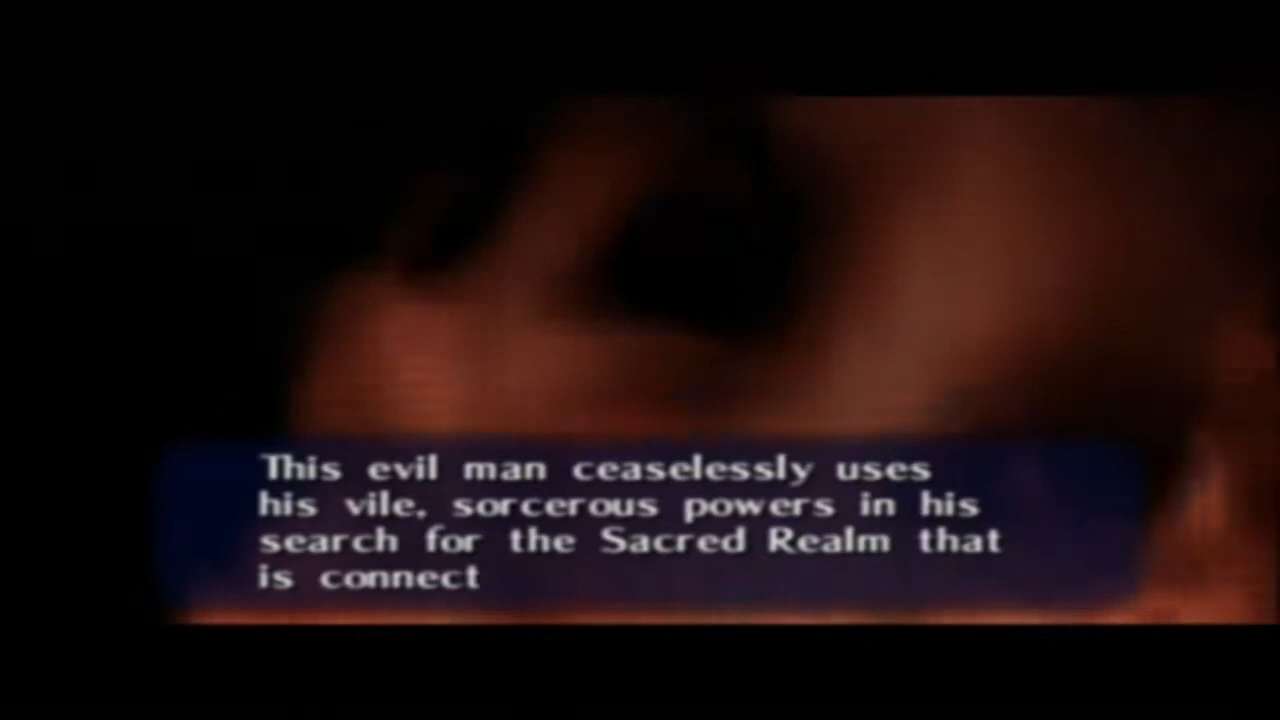 This evil man ceaselessly uses
his vile, sorcerous powers in his
search for the Sacred Realm that
is connect